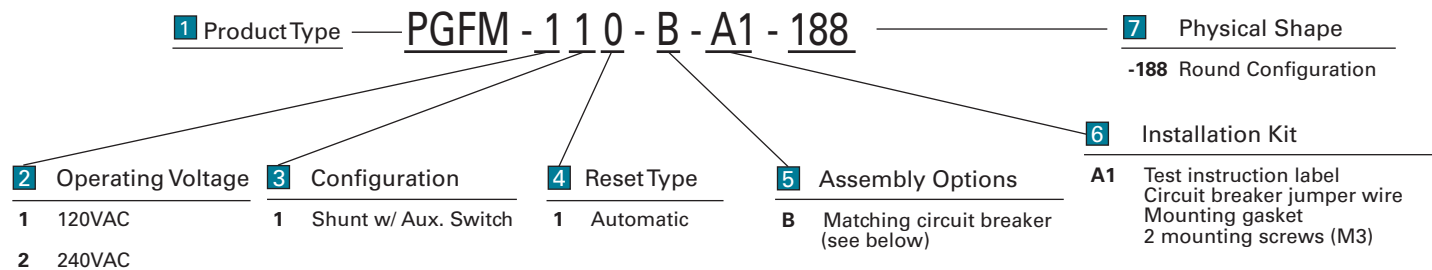 1 Product Type
PGFM - 1 1 0 - B - A1 - 188
7 Physical Shape
-188 Round Configuration
2 Operating Voltage
1 120VAC
2 240VAC
3 Configuration
1 Shunt w/ Aux. Switch
4 Reset Type
1 Automatic
5 Assembly Options
B Matching circuit breaker
(see below)
6 Installation Kit
A1 Test instruction label
Circuit breaker jumper wire
Mounting gasket
2 mounting screws (M3)